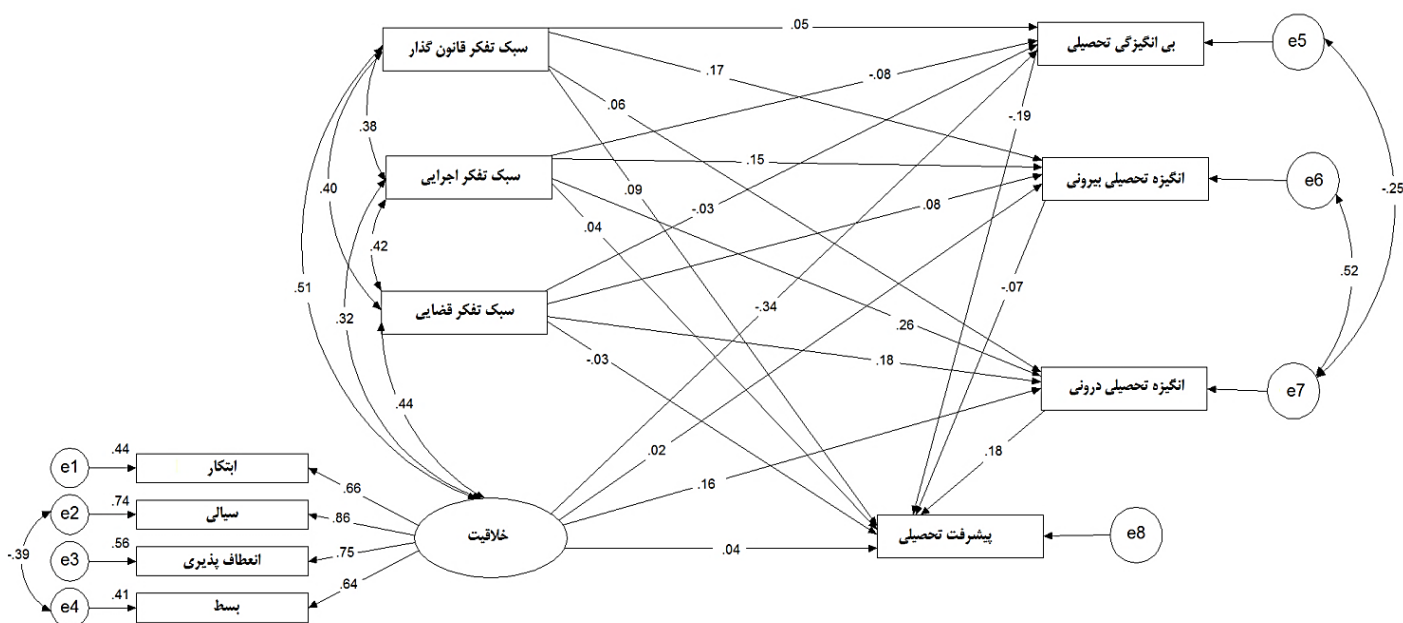 سبک تفکر قانون گذار
.05
بی انگیزگی تحصیلی
e5
.17
-.08
.06
-.19
.38
سبک تفکر اجرایی
.15
انگیزه تحصیلی بیرونی
e6
.40
.09
-.25
.04
-.03
.08
.42
.52
.51
سبک تفکر قضایی
-.34
-.07
.32
.26
-.03
.18
انگیزه تحصیلی درونی
e7
.44
.02
.18
.16
e1
.44
ابتکار
.66
e2
.74
سیالی
.86
خلاقیت
پیشرفت تحصیلی
e8
-.39
e3
.56
انعطاف پذیری
.75
.04
e4
.41
بسط
.64